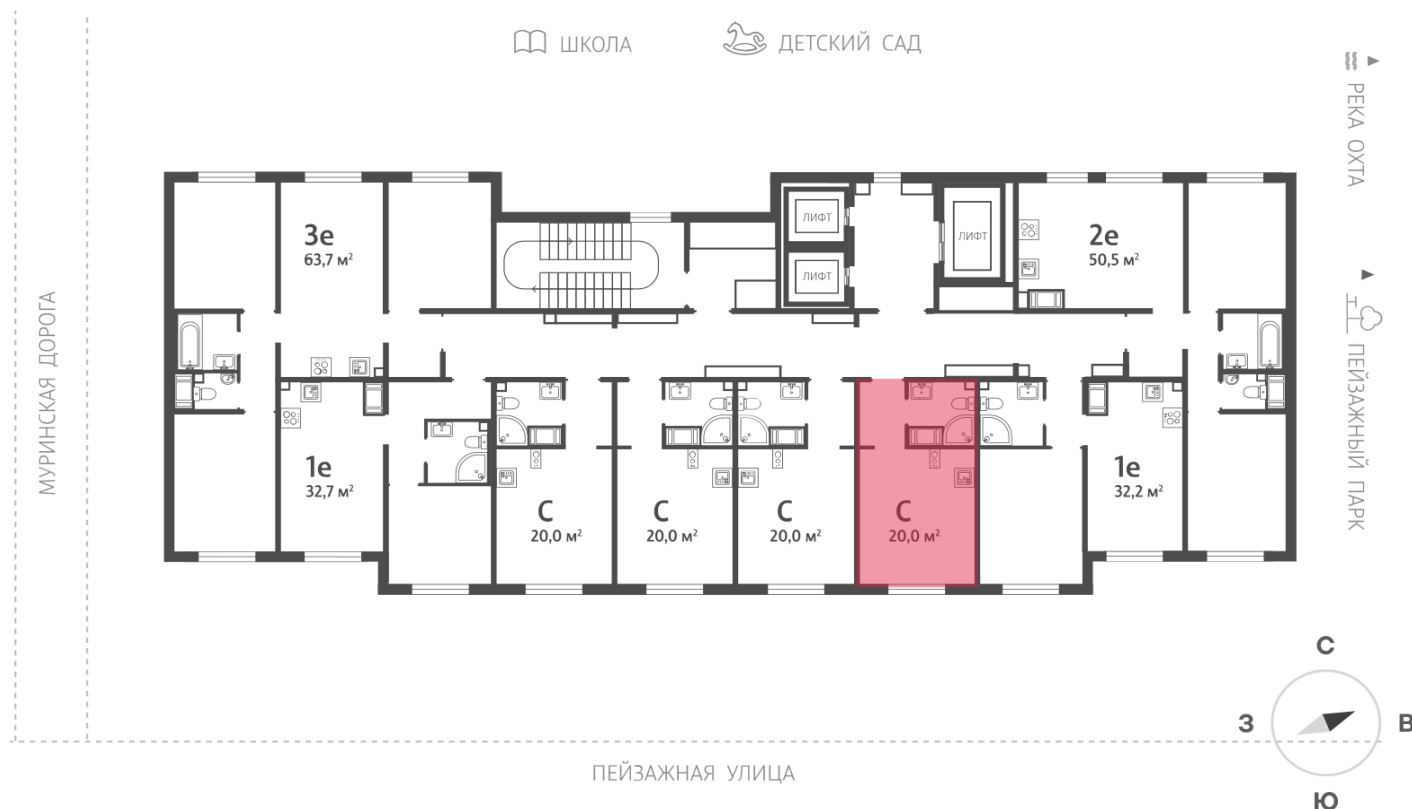 ШКОЛА
ДЕТСКИЙ САД
РЕКА ОХТА
ПЕЙЗАЖНЫЙ ПАРК
МУРИНСКАЯ ДОРОГА
3е
63,7 м²
ЛИФТ
ЛИФТ
ЛИФТ
2е
50,5 м²
1е
32,7 м²
С
20,0 м²
С
20,0 м²
С
20,0 м²
С
20,0 м²
1е
32,2 м²
С
З
В
Ю
ПЕЙЗАЖНАЯ УЛИЦА